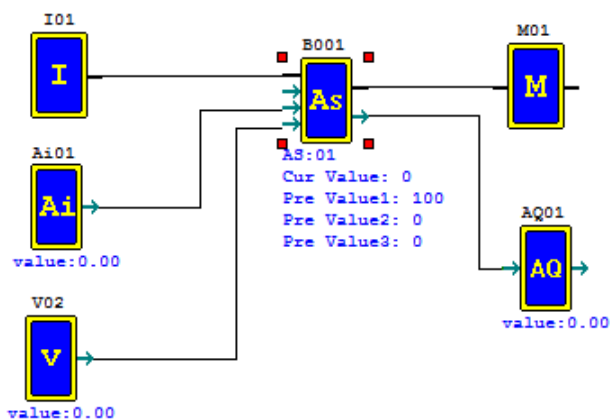 I01
I
B001
As
M01
M
Ai01
Ai
value:0.00
AS:01
Cur Value: 0
Pre Value1: 100
Pre Value2: 0
Pre Value3: 0
AQ01
AQ
value:0.00
V02
V
value:0.00